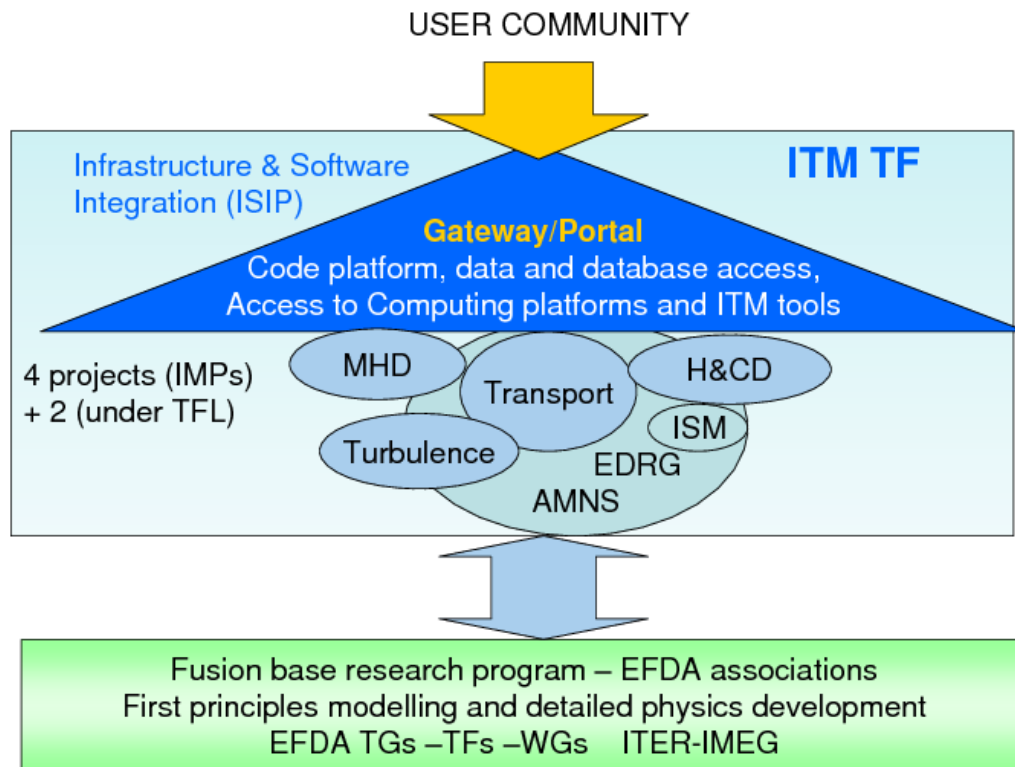 USER COMMUNITY
Infrastructure & Software
Integration (ISIP)
ITM TF
Gateway/Portal
Code platform, data and database access,
Access to Computing platforms and ITM tools
4 projects (IMPs)
+ 2 (under TFL)
MHD
Transport
H&CD
ISM
Turbulence
EDRG
AMNS
Fusion base research program – EFDA associations
First principles modelling and detailed physics development
EFDA TGs –TFs –WGs ITER-IMEG